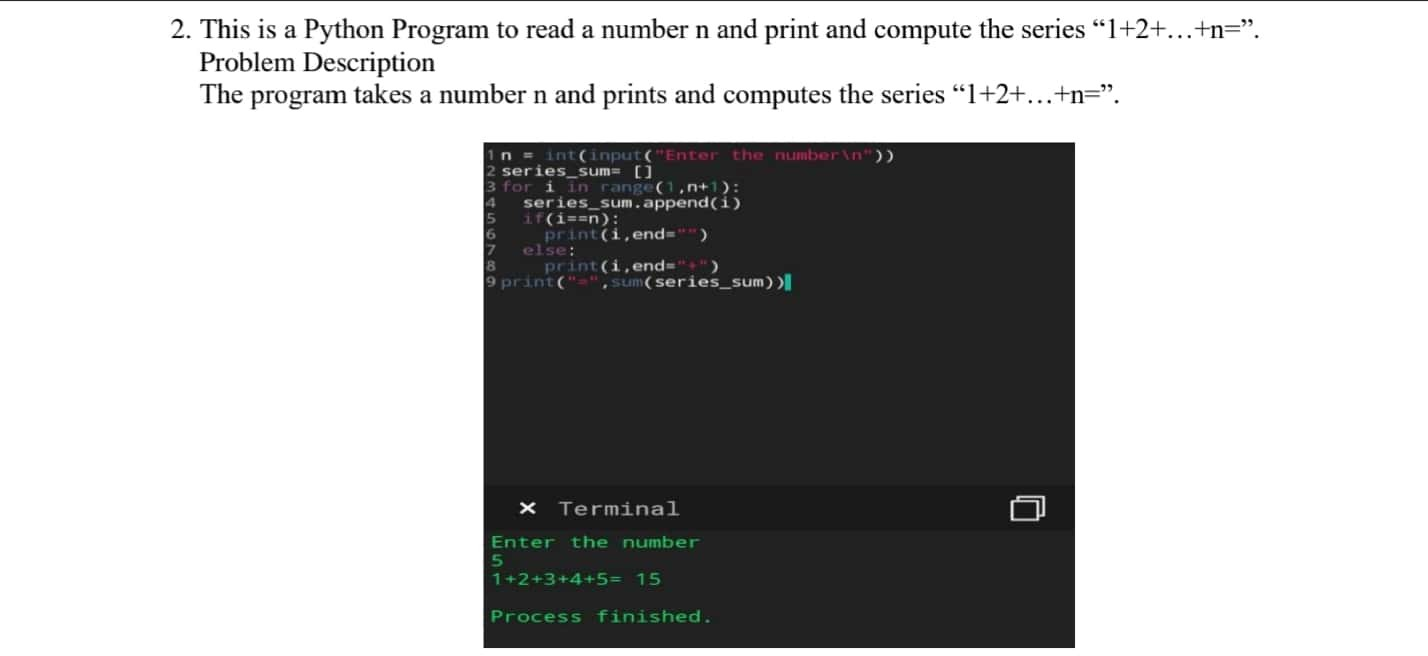 2. This is a Python Program to read a number n and print and compute the series “1+2+…+n=”.
Problem Description
The program takes a number n and prints and computes the series “1+2+…+n=”.
1 n = int(input("Enter the number\n"))
2 series_sum= []
3 for i in range(1,n+1):
4   series_sum.append(i)
5   if(i==n):
6     print(i,end="")
7   else:
8     print(i,end="+")
9 print("=",sum(series_sum))
× Terminal
Enter the number
5
1+2+3+4+5= 15
Process finished.